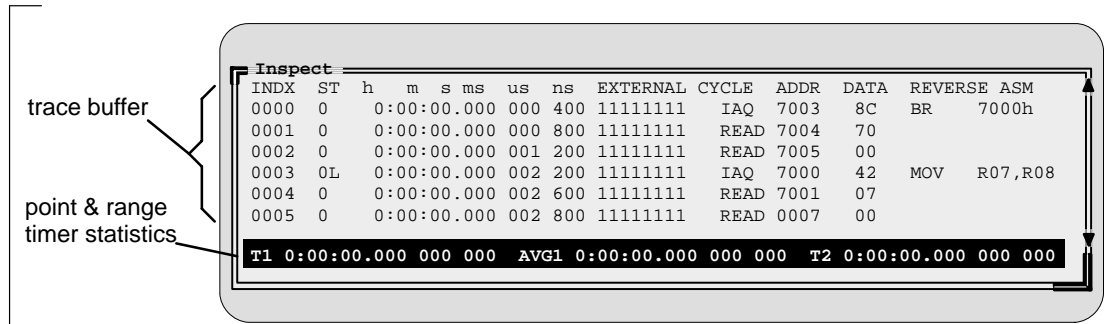 Inspect
INDX ST h m s ms us ns EXTERNAL CYCLE ADDR DATA REVERSE ASM
0000 0 0:00:00.000 000 400 11111111 IAQ 7003 8C BR 7000h
0001 0 0:00:00.000 000 800 11111111 READ 7004 70
0002 0 0:00:00.000 001 200 11111111 READ 7005 00
0003 0L 0:00:00.000 002 200 11111111 IAQ 7000 42 MOV R07,R08
0004 0 0:00:00.000 002 600 11111111 READ 7001 07
0005 0 0:00:00.000 002 800 11111111 READ 0007 00
T1 0:00:00.000 000 000 AVG1 0:00:00.000 000 000 T2 0:00:00.000 000 000
trace buffer
point & range
timer statistics